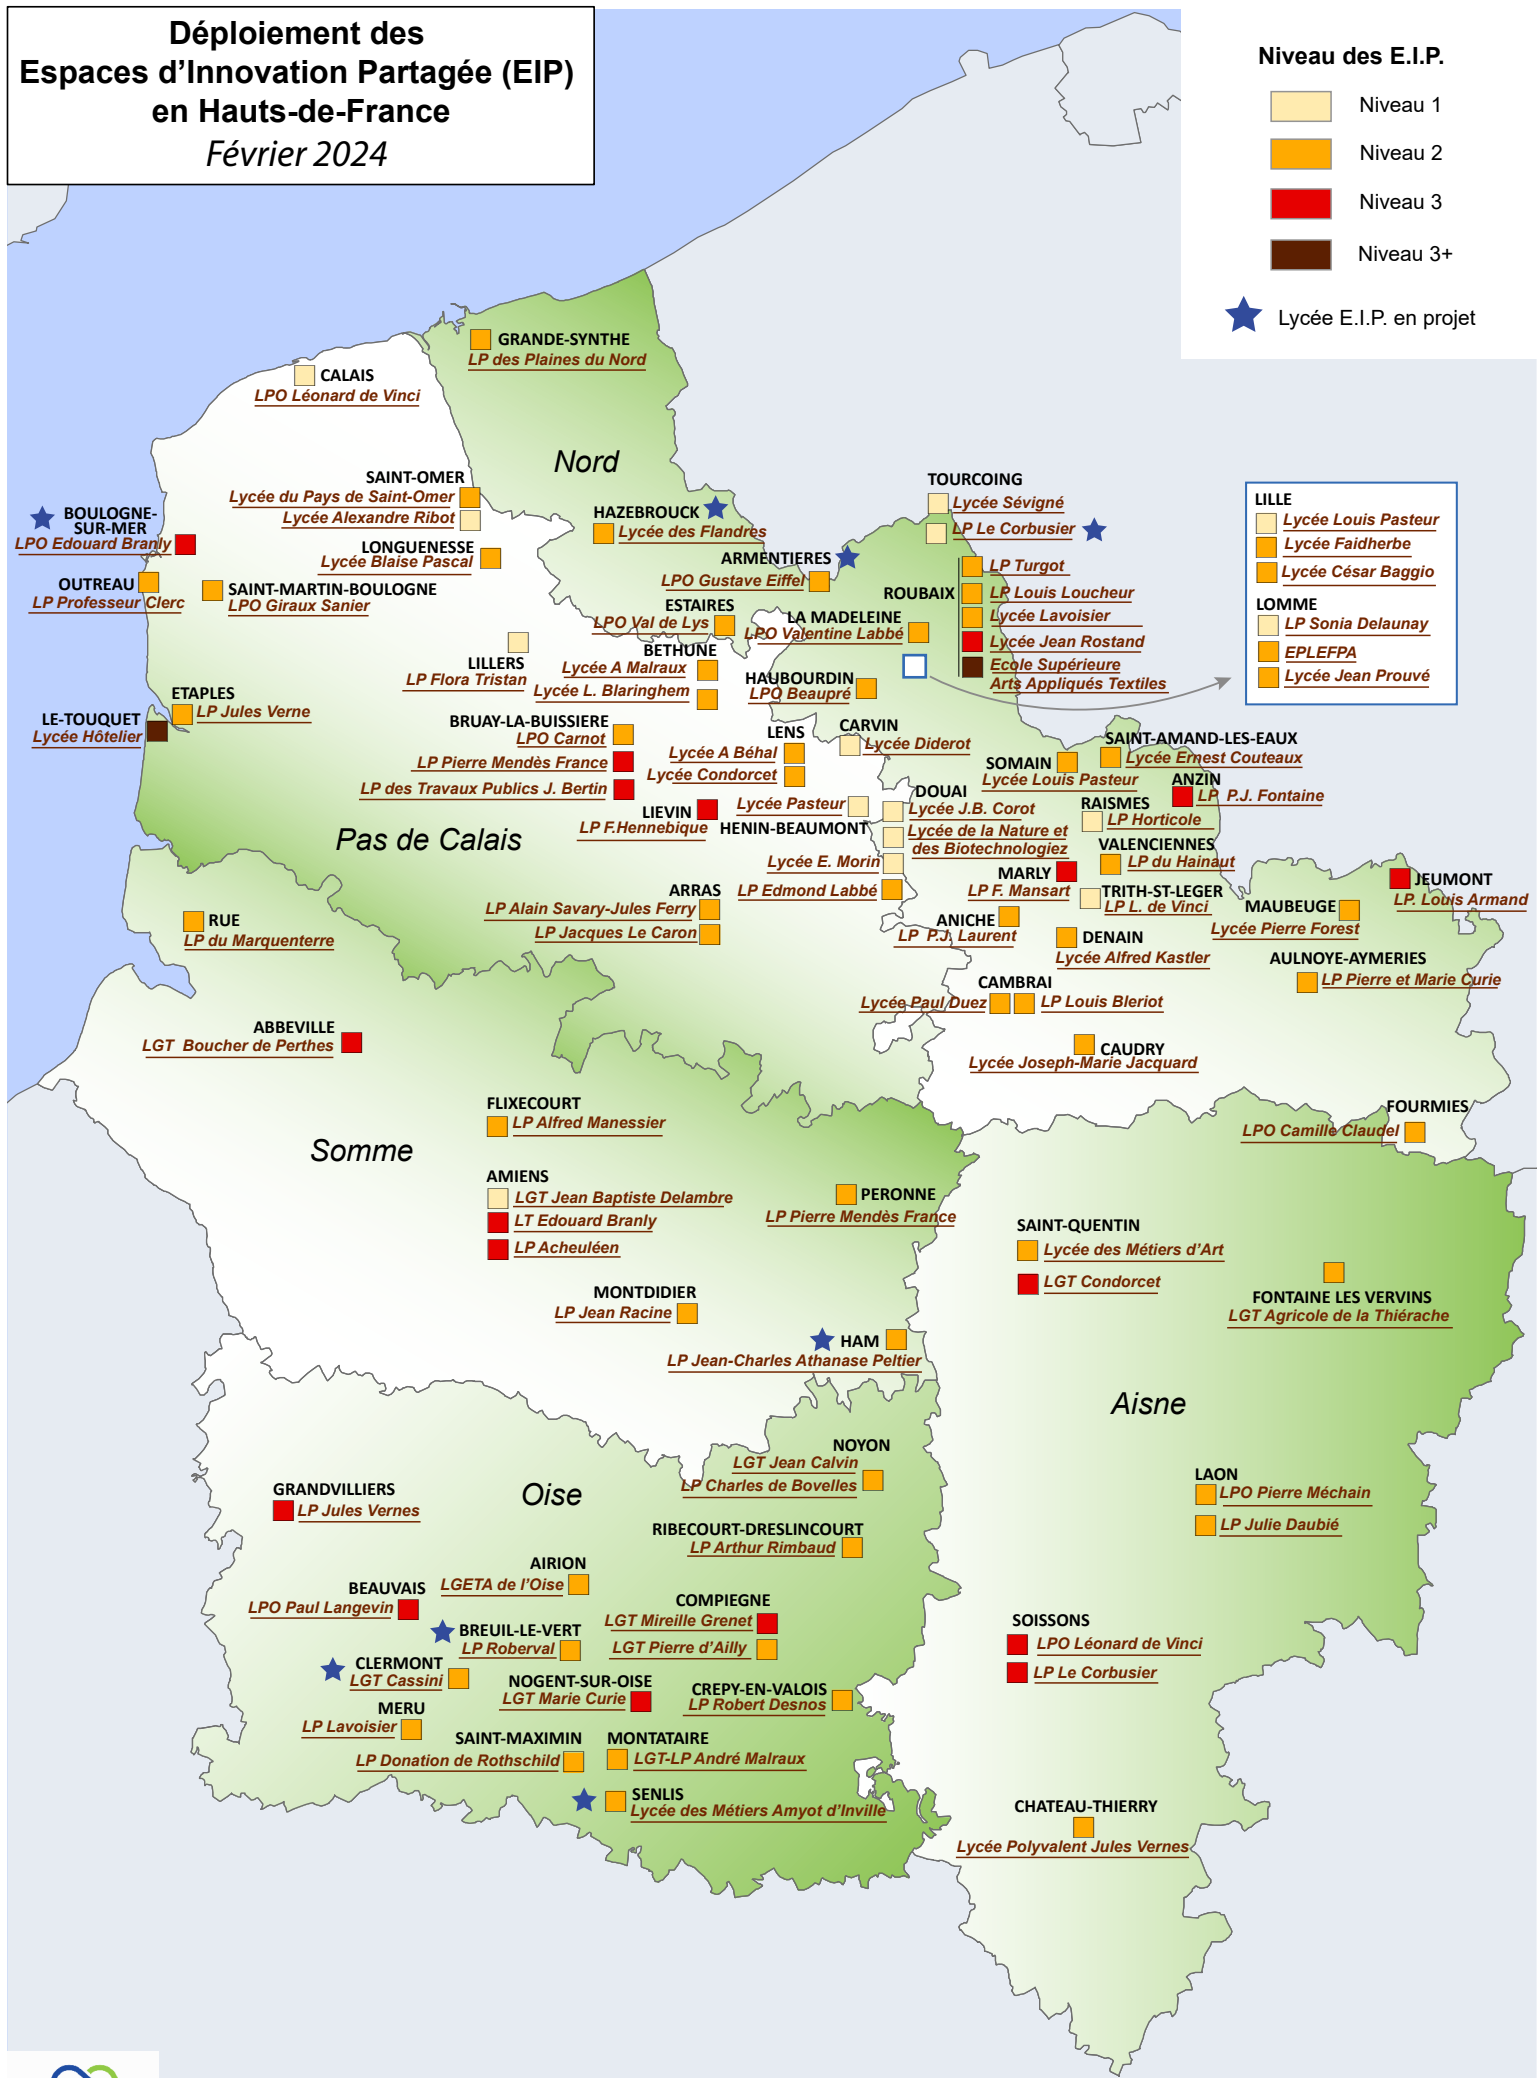 Déploiement des
Espaces d’Innovation Partagée (EIP)
en Hauts-de-France
Février 2024
Niveau des E.I.P.
Niveau 1
Niveau 2
Niveau 3
Niveau 3+
Lycée E.I.P. en projet
GRANDE-SYNTHE
LP des Plaines du Nord
CALAIS
LPO Léonard de Vinci
Nord
SAINT-OMER
Lycée du Pays de Saint-Omer
Lycée Alexandre Ribot
BOULOGNE-
SUR-MER
LPO Edouard Branly
LONGUENESSE
Lycée Blaise Pascal
OUTREAU
LP Professeur Clerc
SAINT-MARTIN-BOULOGNE
LPO Giraux Sanier
HAZEBROUCK
Lycée des Flandres
ARMENTIERES
LPO Gustave Eiffel
ESTAIRES
LPO Val de Lys
TOURCOING
Lycée Sévigné
LP Le Corbusier
ROUBAIX
LP Turgot
LP Louis Loucheur
Lycée Lavoisier
Lycée Jean Rostand
Ecole Supérieure
Arts Appliqués Textiles
LA MADELEINE
LPO Valentine Labbé
LILLE
Lycée Louis Pasteur
Lycée Faidherbe
Lycée César Baggio
LOMME
LP Sonia Delaunay
EPLEFPA
Lycée Jean Prouvé
LILLERS
LP Flora Tristan
BETHUNE
Lycée A Malraux
Lycée L. Blaringhem
HAUBOURDIN
LPO Beaupré
ETAPLES
LP Jules Verne
LE-TOUQUET
Lycée Hôtelier
BRUAY-LA-BUISSIERE
LPO Carnot
LP Pierre Mendès France
LP des Travaux Publics J. Bertin
LENS
Lycée A Béhal
Lycée Condorcet
CARVIN
Lycée Diderot
SOMAIN
Lycée Louis Pasteur
SAINT-AMAND-LES-EAUX
Lycée Ernest Couteaux
ANZIN
LP P.J. Fontaine
LIEVIN
LP F.Hennebique
Lycée Pasteur
HENIN-BEAUMONT
DOUAI
Lycée J.B. Corot
Lycée de la Nature et
des Biotechnologiez
Lycée E. Morin
LP Edmond Labbé
RAISMES
LP Horticole
VALENCIENNES
LP du Hainaut
MARLY
LP F. Mansart
TRITH-ST-LEGER
LP L. de Vinci
JEUMONT
LP. Louis Armand
MAUBEUGE
Lycée Pierre Forest
Pas de Calais
ARRAS
LP Alain Savary-Jules Ferry
LP Jacques Le Caron
ANICHE
LP P.J. Laurent
DENAIN
Lycée Alfred Kastler
AULNOYE-AYMERIES
LP Pierre et Marie Curie
RUE
LP du Marquenterre
CAMBRAI
Lycée Paul Duez
LP Louis Bleriot
ABBEVILLE
LGT Boucher de Perthes
CAUDRY
Lycée Joseph-Marie Jacquard
FLIXECOURT
LP Alfred Manessier
FOURMIES
LPO Camille Claudel
Somme
AMIENS
LGT Jean Baptiste Delambre
LT Edouard Branly
LP Acheuléen
PERONNE
LP Pierre Mendès France
SAINT-QUENTIN
Lycée des Métiers d’Art
LGT Condorcet
FONTAINE LES VERVINS
LGT Agricole de la Thiérache
MONTDIDIER
LP Jean Racine
HAM
LP Jean-Charles Athanase Peltier
Aisne
NOYON
LGT Jean Calvin
LP Charles de Bovelles
Oise
GRANDVILLIERS
LP Jules Vernes
LAON
LPO Pierre Méchain
LP Julie Daubié
RIBECOURT-DRESLINCOURT
LP Arthur Rimbaud
AIRION
LGETA de l’Oise
BEAUVAIS
LPO Paul Langevin
COMPIEGNE
LGT Mireille Grenet
LGT Pierre d’Ailly
BREUIL-LE-VERT
LP Roberval
CLERMONT
LGT Cassini
SOISSONS
LPO Léonard de Vinci
LP Le Corbusier
NOGENT-SUR-OISE
LGT Marie Curie
CREPY-EN-VALOIS
LP Robert Desnos
MERU
LP Lavoisier
SAINT-MAXIMIN
LP Donation de Rothschild
MONTATAIRE
LGT-LP André Malraux
SENLIS
Lycée des Métiers Amyot d’Inville
CHATEAU-THIERRY
Lycée Polyvalent Jules Vernes